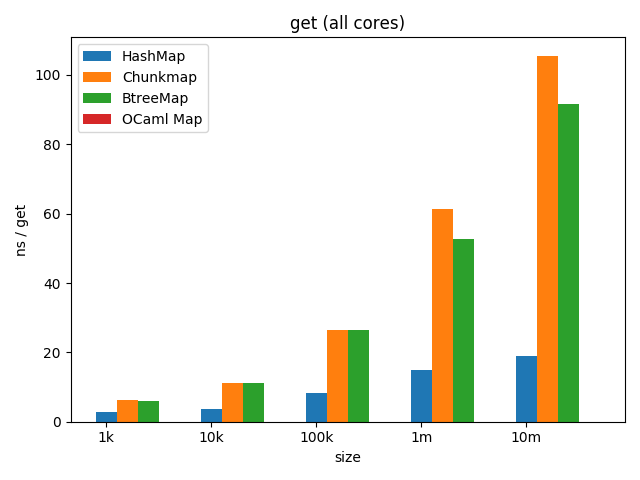 get (all cores)
HashMap
Chunkmap
BtreeMap
OCaml Map
100
80
60
40
20
0
ns / get
1k 10k 100k 1m 10m
size